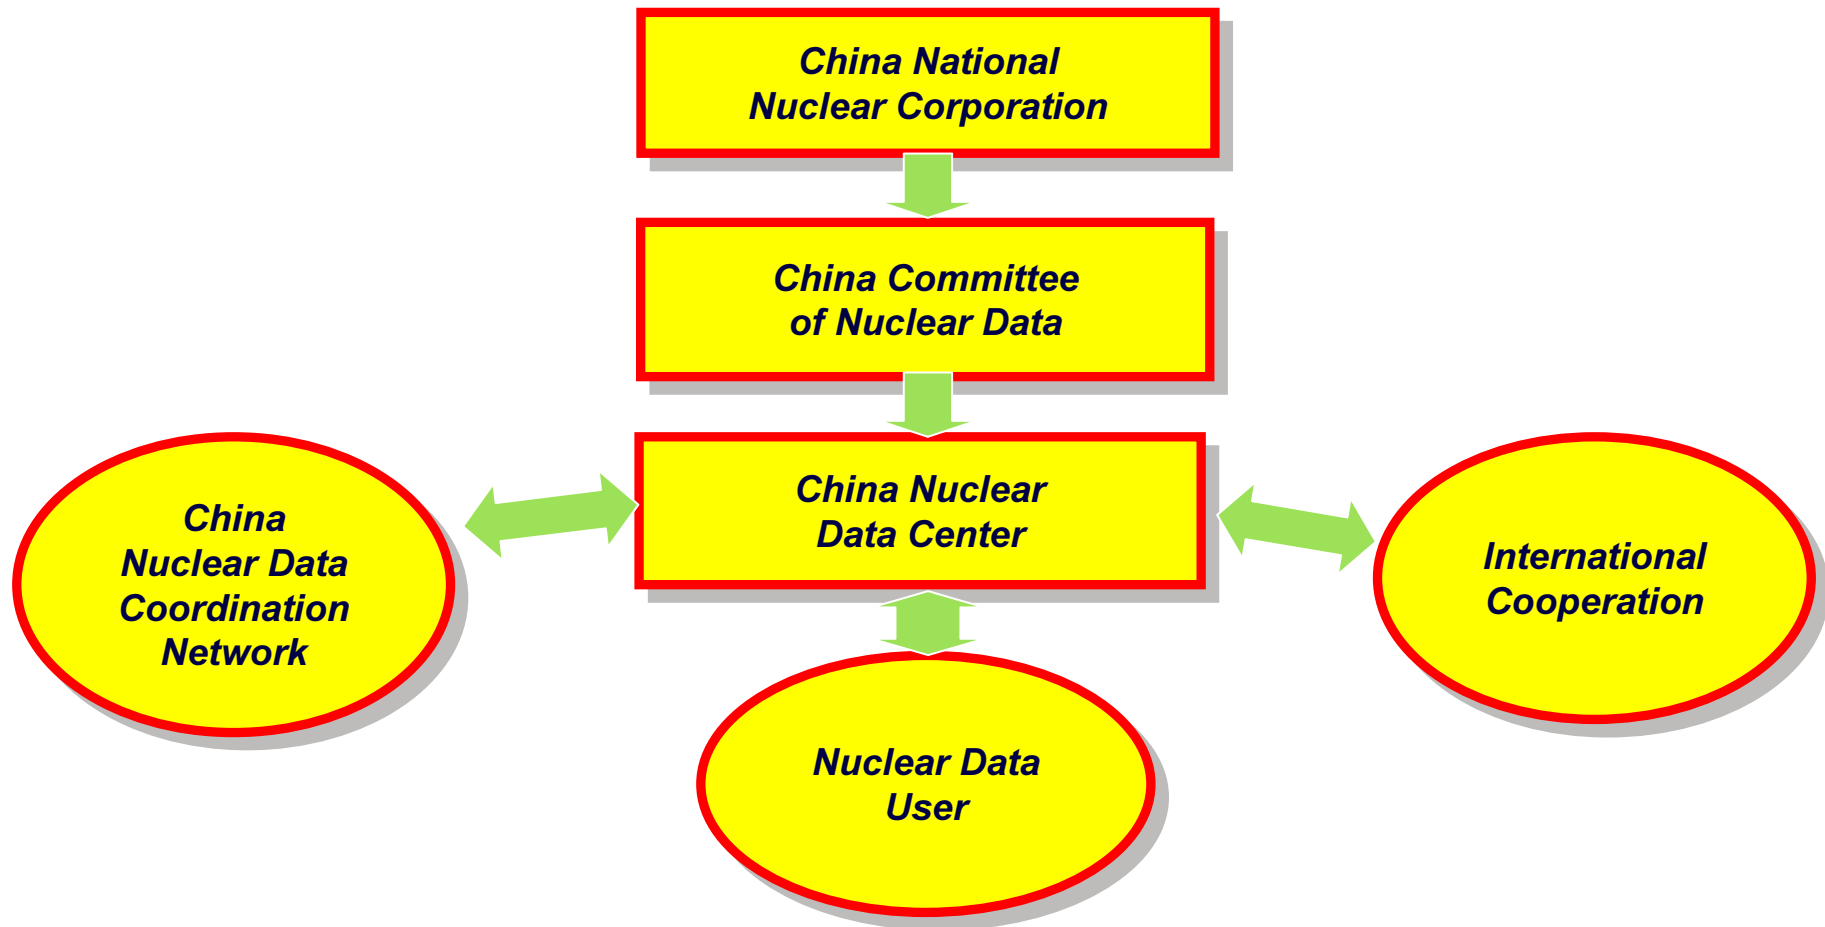 China National
Nuclear Corporation
China Committee
of Nuclear Data
China Nuclear
Data Center
China
Nuclear Data
Coordination
Network
International
Cooperation
Nuclear Data
User